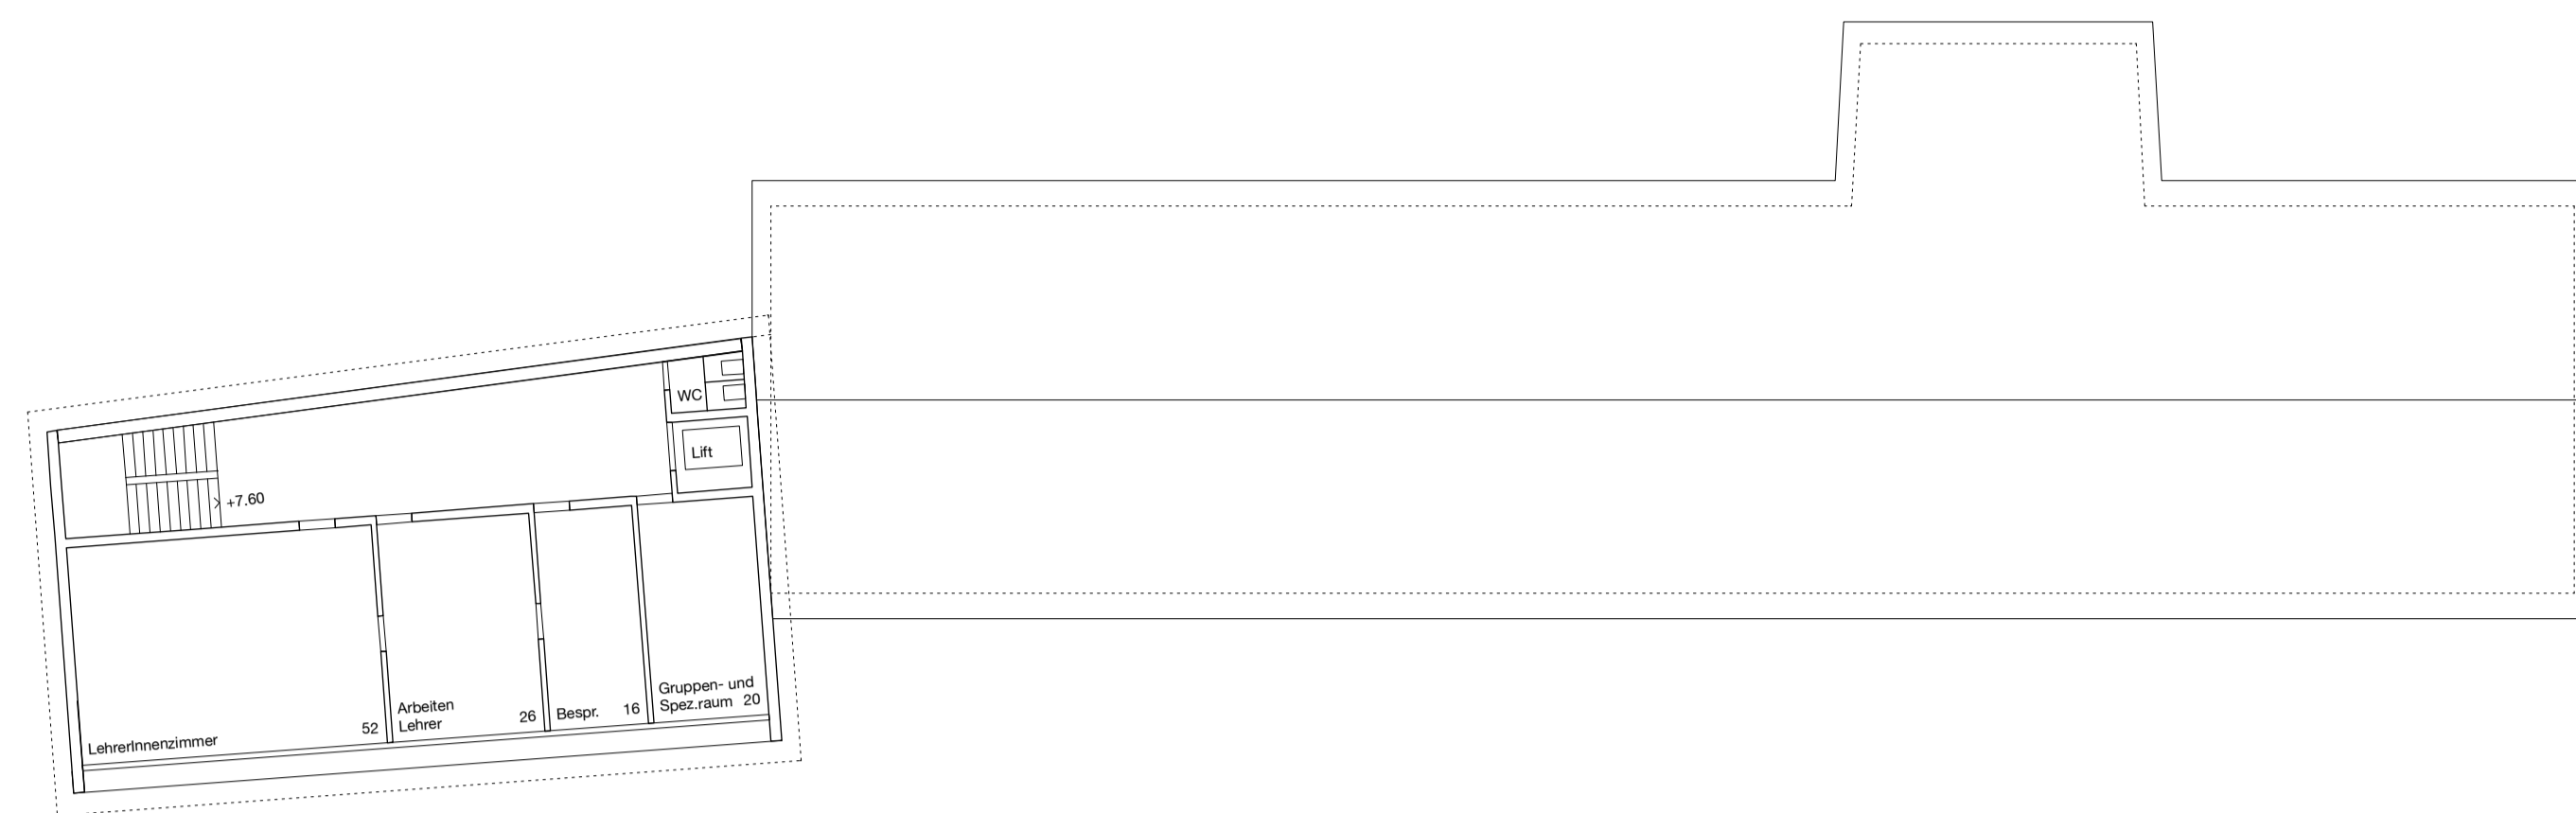 WC
Lift
+7.60
LehrerInnenzimmer 52
Arbeiten
Lehrer 26
Bespr. 16
Gruppen- und
Spez.raum 20